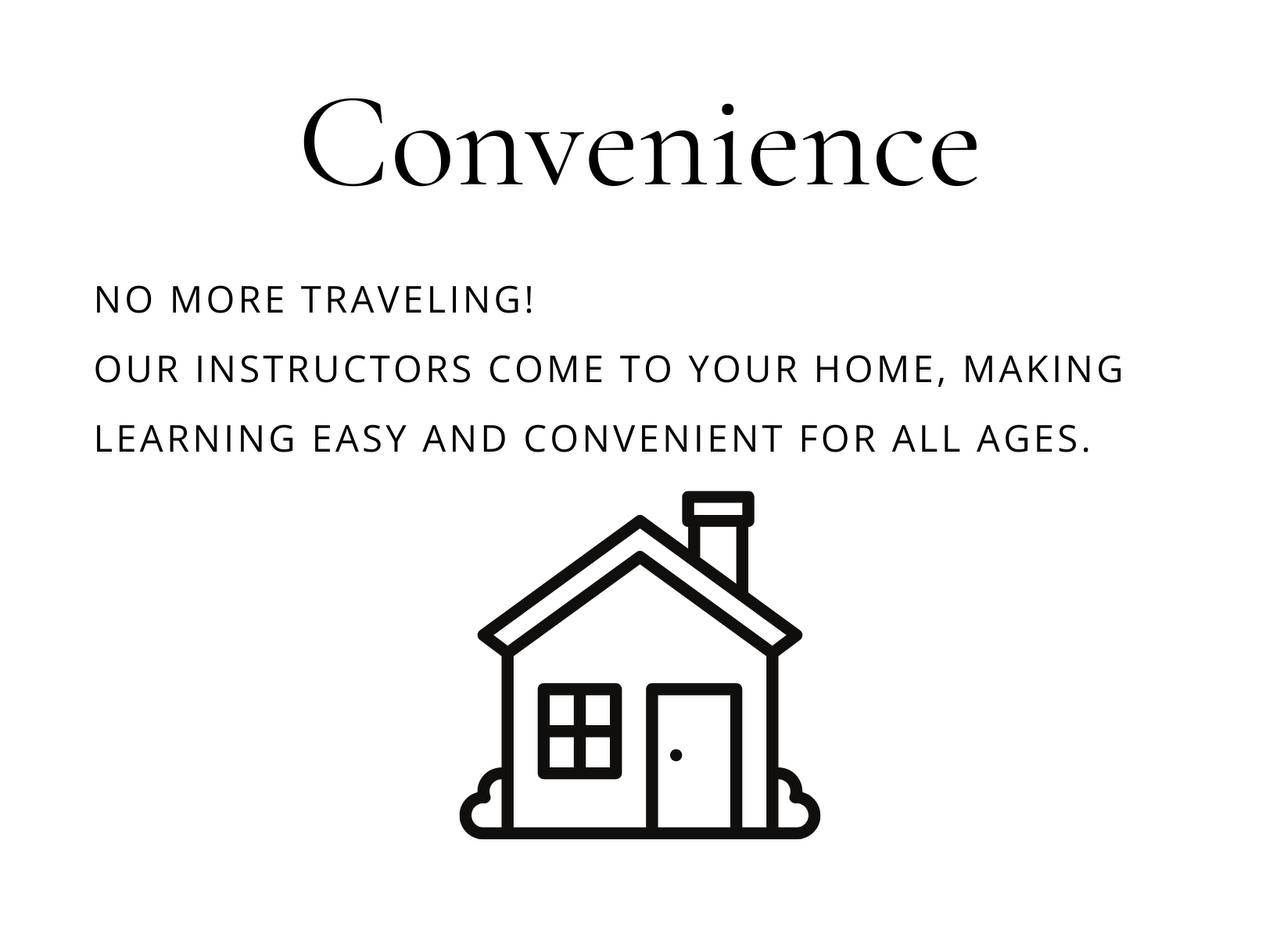 Convenience
NO MORE TRAVELING!
OUR INSTRUCTORS COME TO YOUR HOME, MAKING
LEARNING EASY AND CONVENIENT FOR ALL AGES.